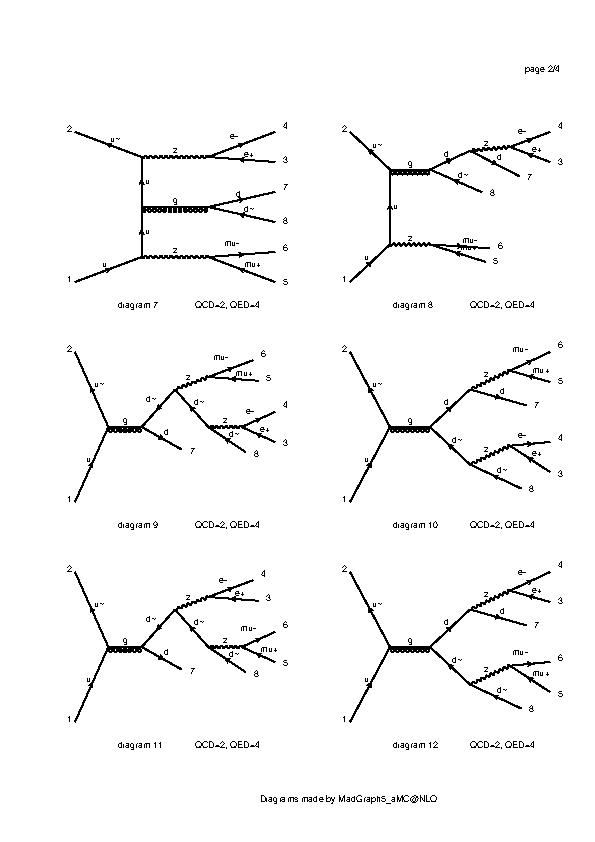 page 2/4
2 u~ z e- 4
e+ 3
u
g d 7
d~ 8
u
z mu- 6
1 u mu+ 5
diagram 7 QCD=2, QED=4
2 u~ g d z e- 4
e+ 3
d 7
d~ 8
u
z mu- 6
mu+ 5
1 u
diagram 8 QCD=2, QED=4
2 u~ g d~ z mu- 6
mu+ 5
z e- 4
e+ 3
d~ 8
d 7
1 u
diagram 9 QCD=2, QED=4
2 u~ g d z mu- 6
mu+ 5
d 7
d~ z e- 4
e+ 3
d~ 8
1 u
diagram 10 QCD=2, QED=4
2 u~ g d~ z e- 4
e+ 3
z mu- 6
mu+ 5
d~ 8
d 7
1 u
diagram 11 QCD=2, QED=4
2 u~ g d z e- 4
e+ 3
d 7
d~ z mu- 6
mu+ 5
d~ 8
1 u
diagram 12 QCD=2, QED=4
Diagrams made by MadGraph5_aMC@NLO